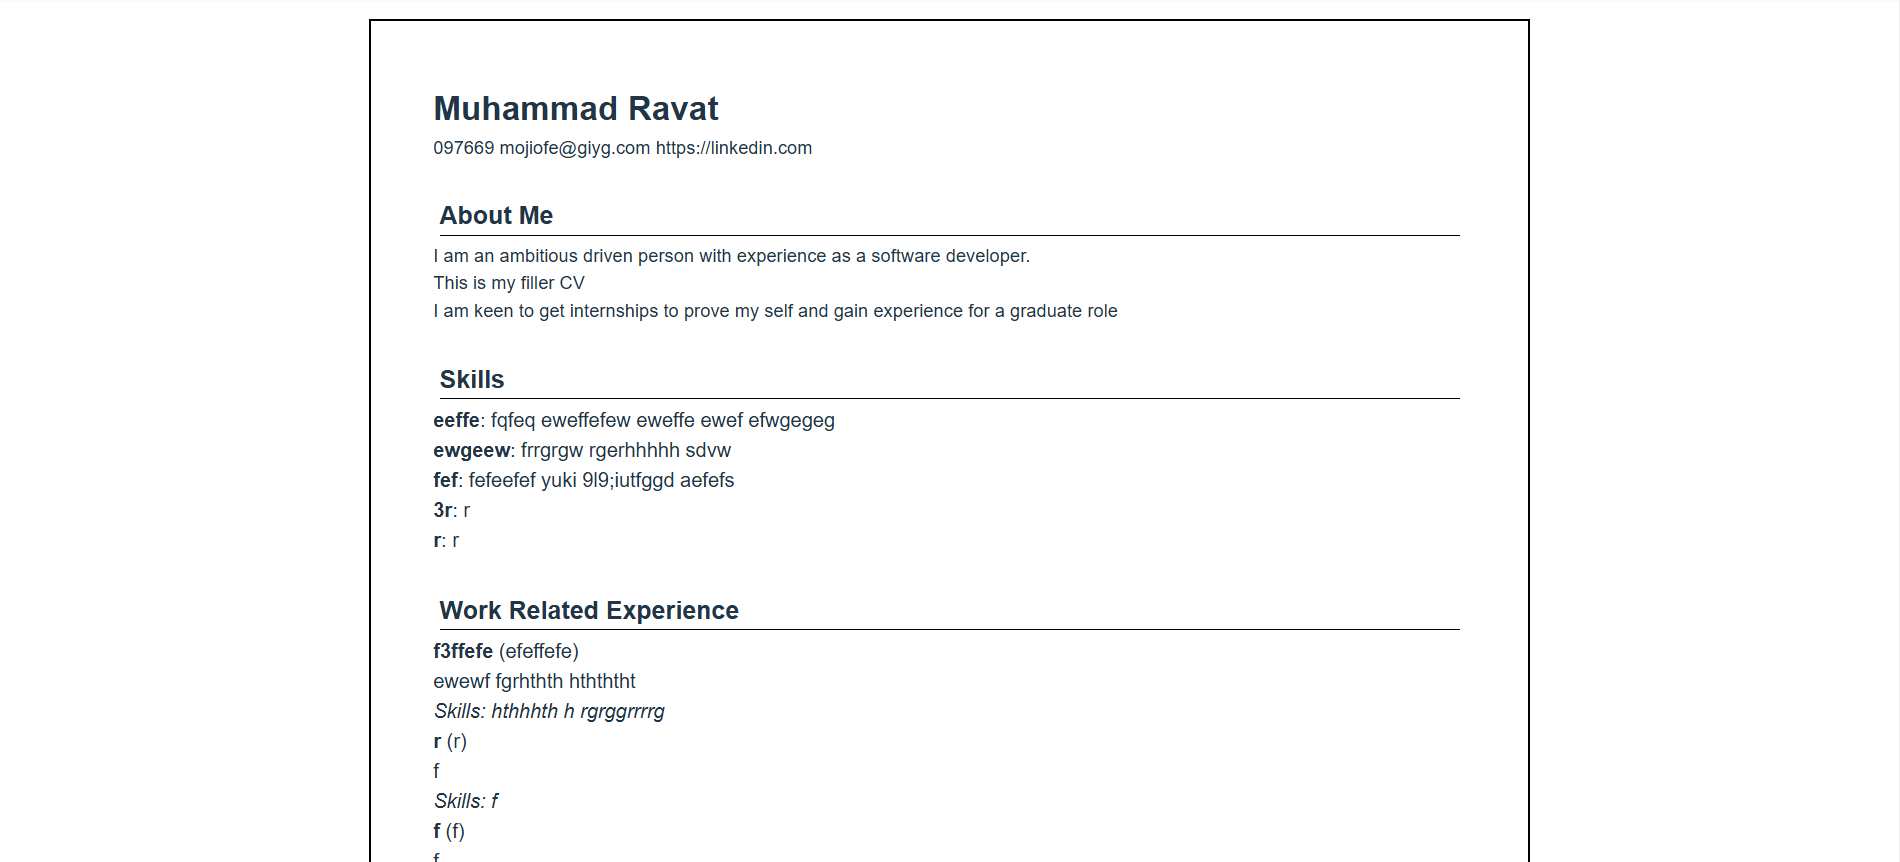 Muhammad Ravat
097669 mojiofe@giyg.com https://linkedin.com
About Me
I am an ambitious driven person with experience as a software developer.
This is my filler CV
I am keen to get internships to prove my self and gain experience for a graduate role
Skills
eeffe: fqfeq eweffefew eweffe ewef efwgegeg
ewgeew: frrgrgw rgerhhhhh sdvw
fef: fefeefef yuki 9l9;iutfggd aefefs
3r: r
r: r
Work Related Experience
f3ffefe (efeffefe)
ewewf fgrhthth hthththt
Skills: hthhhth h rgrggrrrrg
r (r)
f
Skills: f
f (f)
f